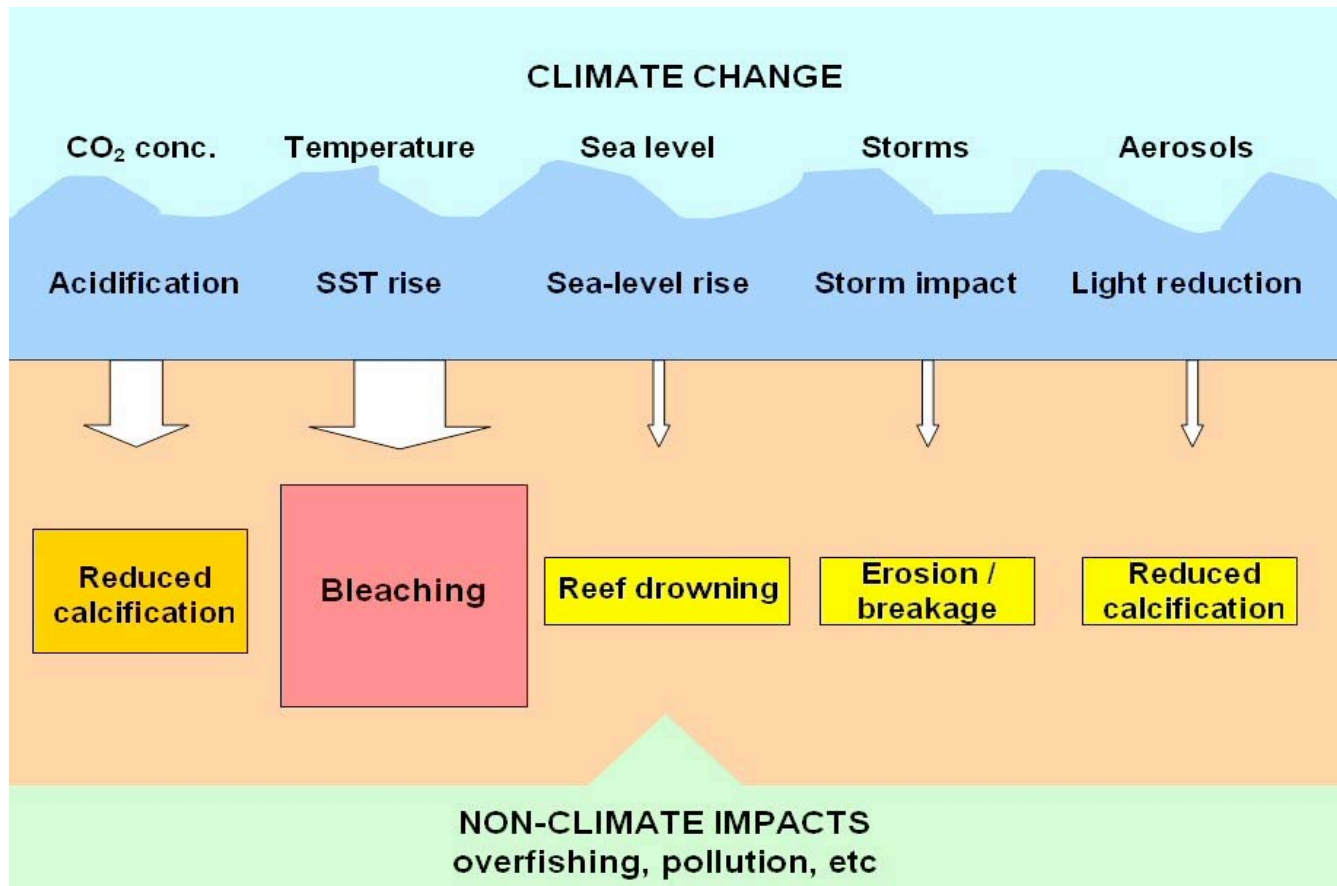 CLIMATE CHANGE
CO₂ conc. Temperature Sea level Storms Aerosols
Acidification SST rise Sea-level rise Storm impact Light reduction
Reduced
calcification
Bleaching
Reef drowning
Erosion /
breakage
Reduced
calcification
NON-CLIMATE IMPACTS
overfishing, pollution, etc